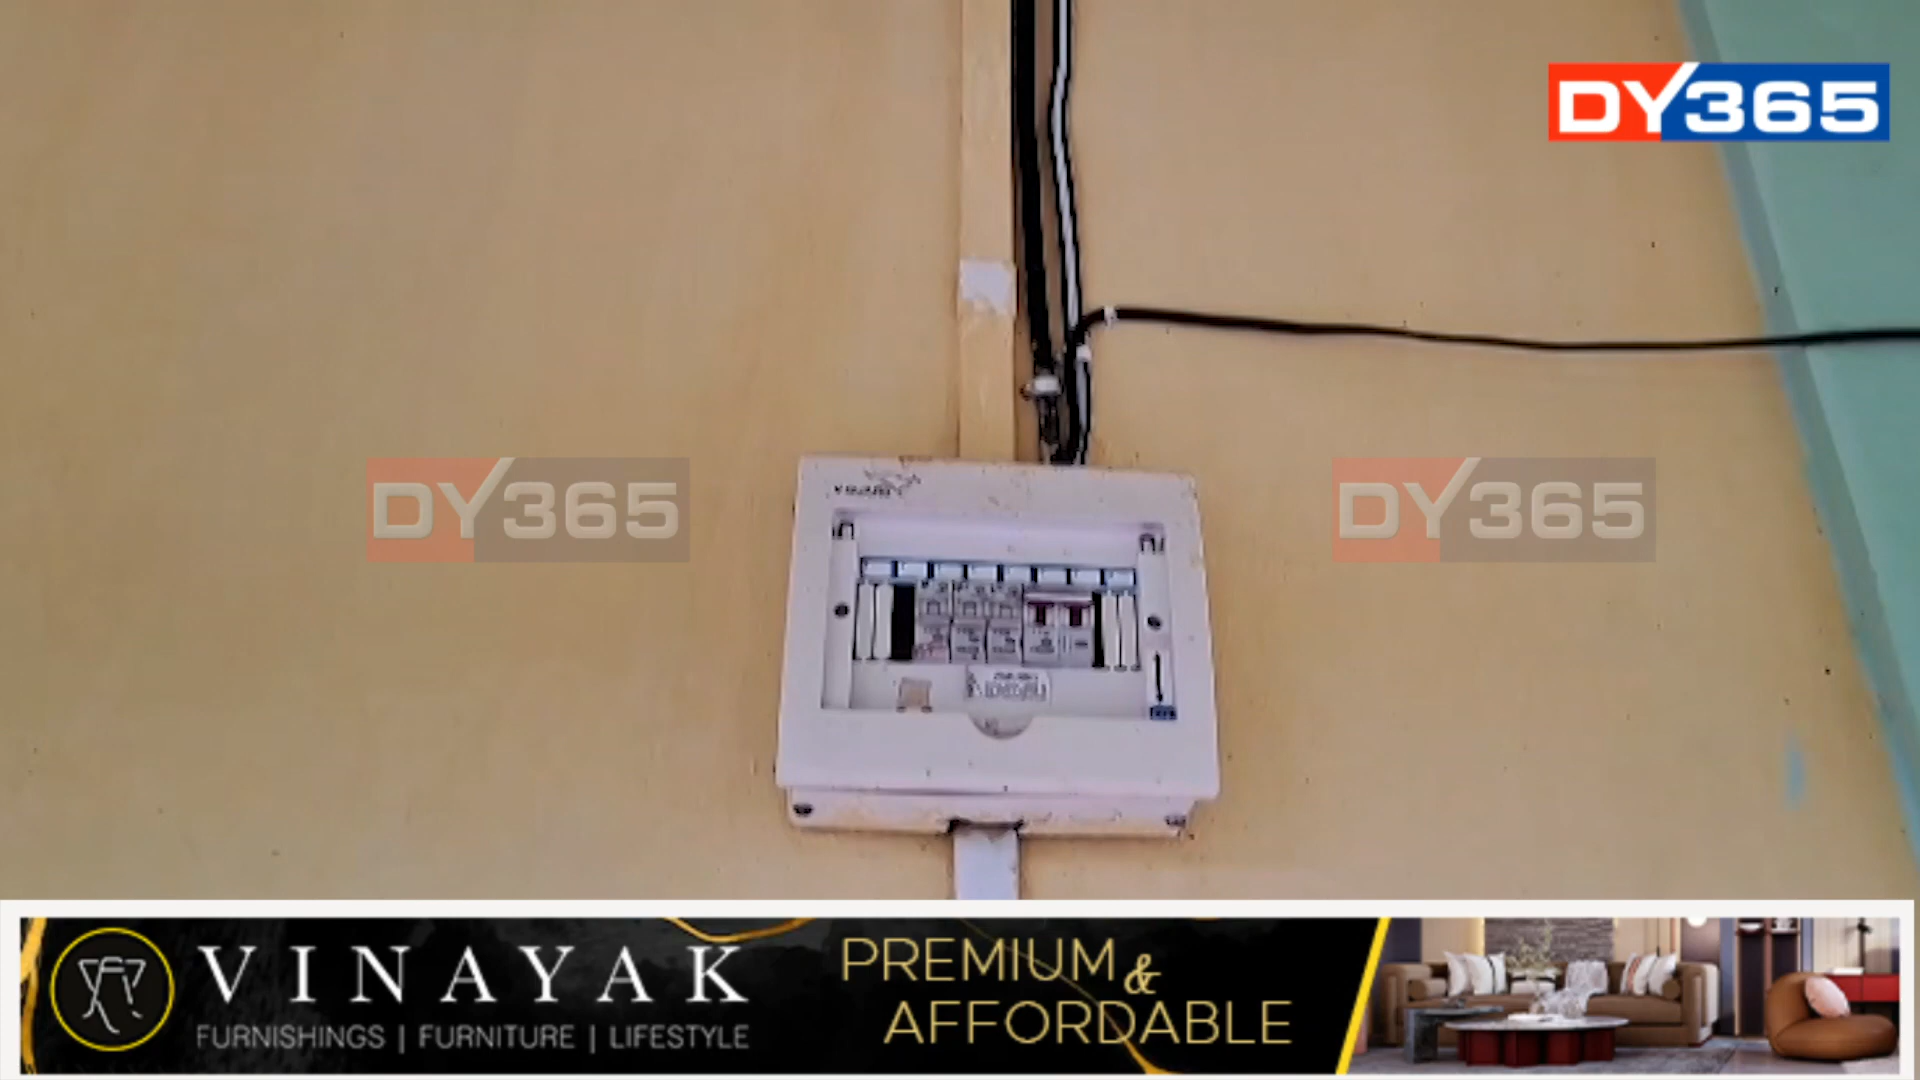 DY365
DY365
DY365
VINAYAK
FURNISHINGS | FURNITURE | LIFESTYLE
PREMIUM &
AFFORDABLE